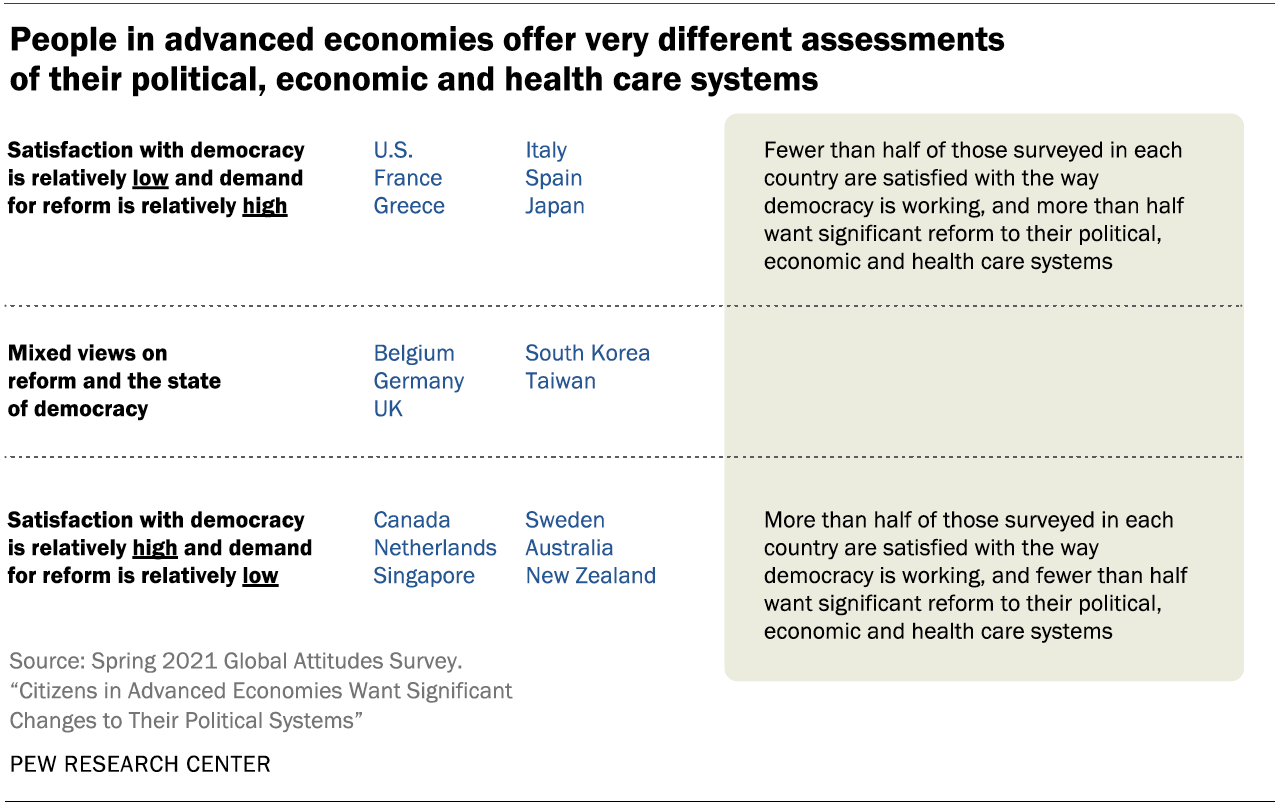 People in advanced economies offer very different assessments
of their political, economic and health care systems
Satisfaction with democracy
is relatively low and demand
for reform is relatively high
U.S.
France
Greece
Italy
Spain
Japan
Fewer than half of those surveyed in each
country are satisfied with the way
democracy is working, and more than half
want significant reform to their political,
economic and health care systems
Mixed views on
reform and the state
of democracy
Belgium
Germany
UK
South Korea
Taiwan
Satisfaction with democracy
is relatively high and demand
for reform is relatively low
Canada
Netherlands
Singapore
Sweden
Australia
New Zealand
More than half of those surveyed in each
country are satisfied with the way
democracy is working, and fewer than half
want significant reform to their political,
economic and health care systems
Source: Spring 2021 Global Attitudes Survey.
“Citizens in Advanced Economies Want Significant
Changes to Their Political Systems”
PEW RESEARCH CENTER